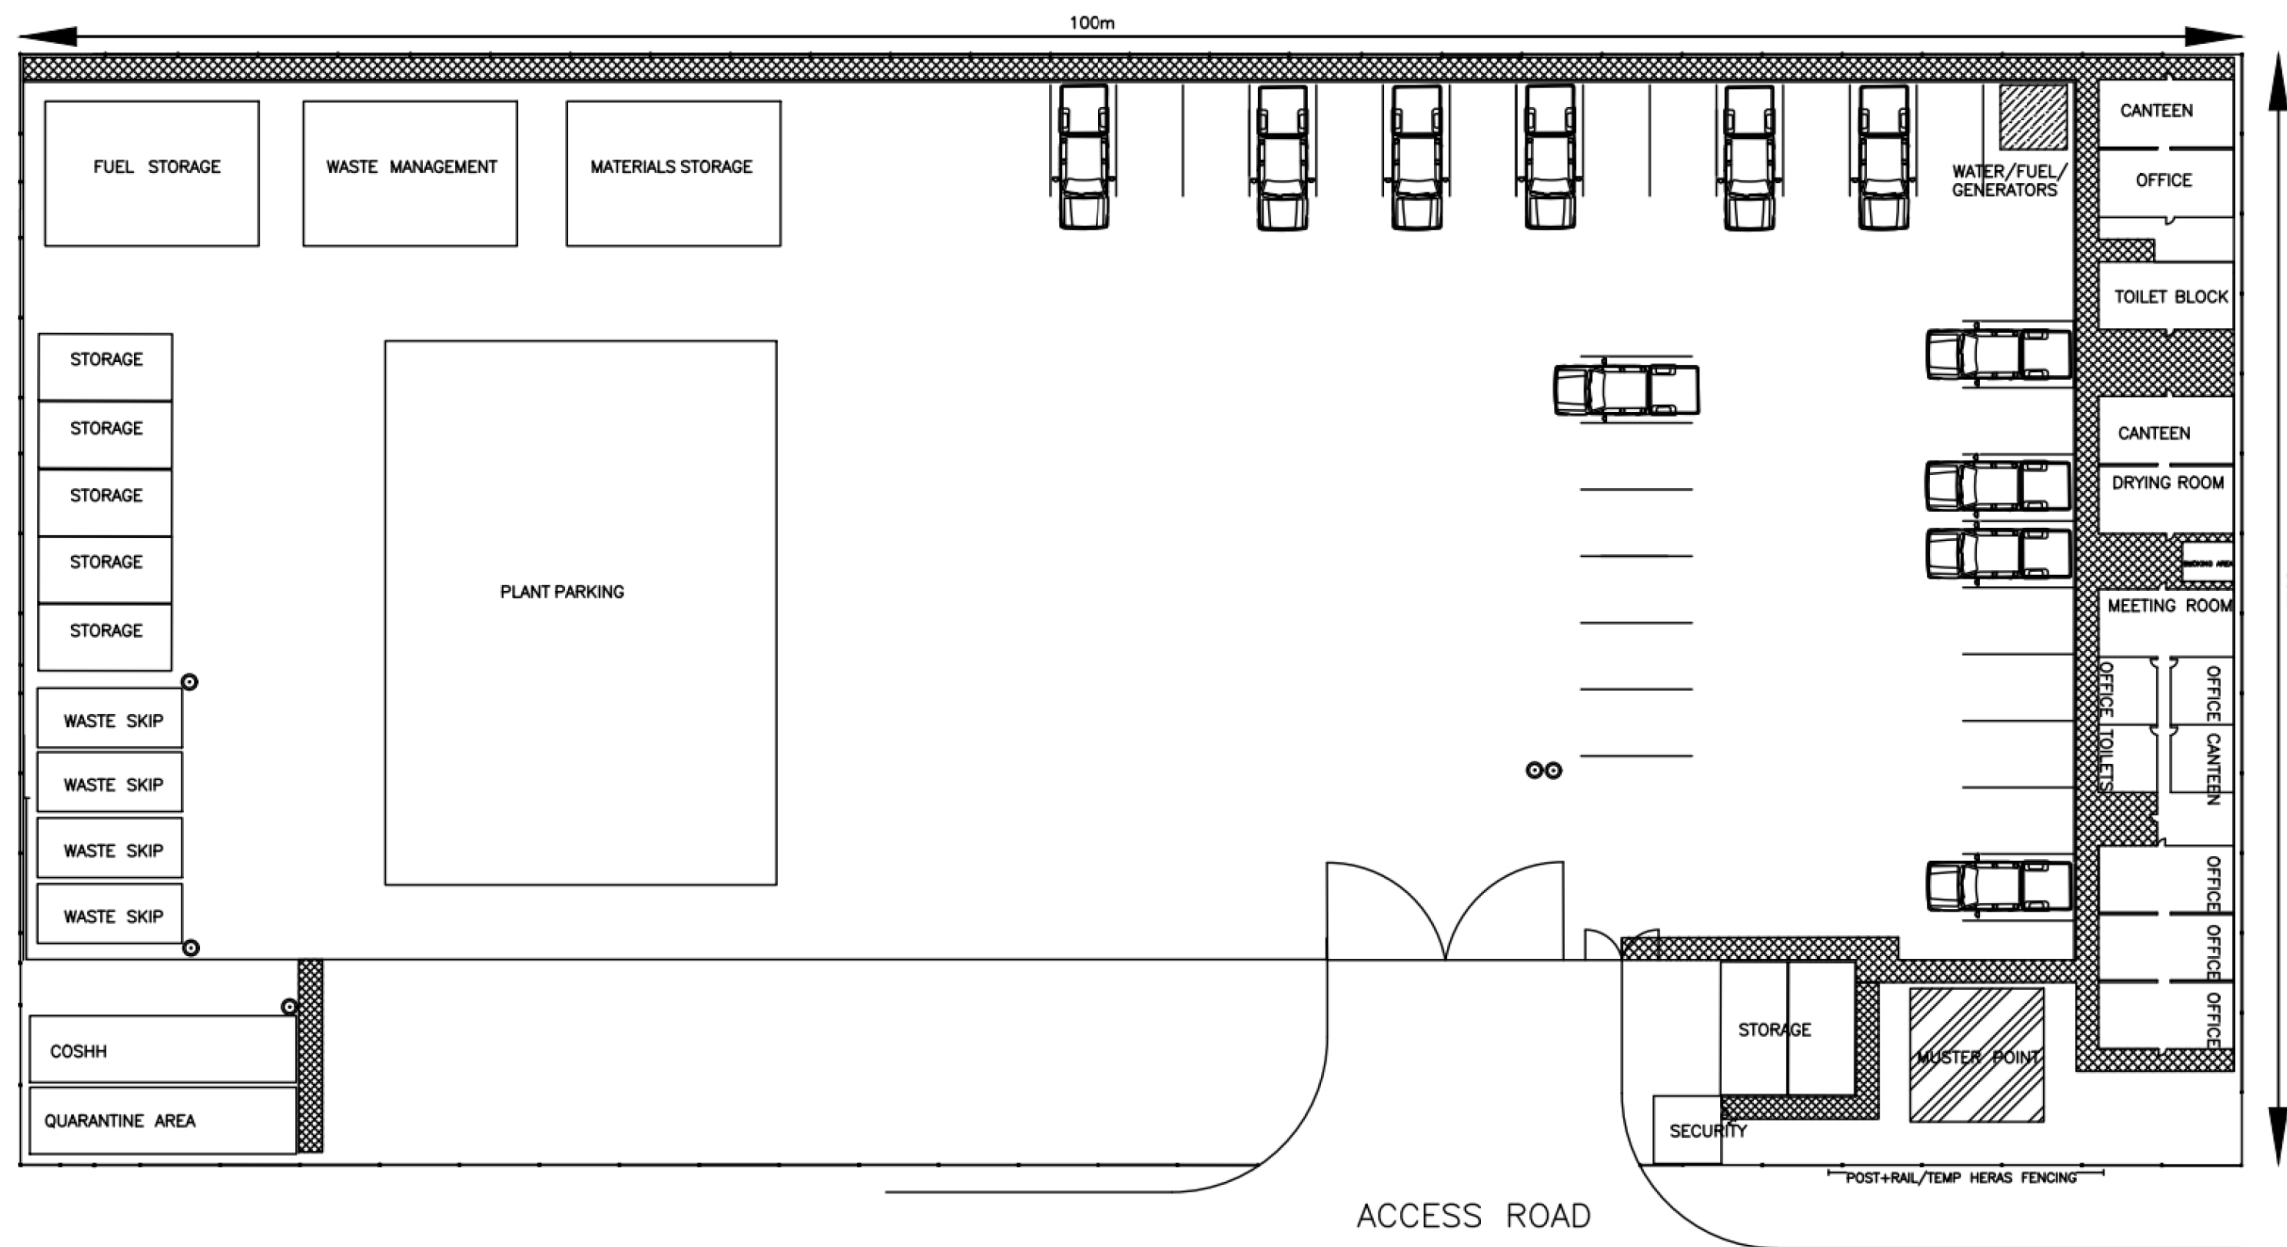 100m
CANTEEN
FUEL STORAGE
WASTE MANAGEMENT
MATERIALS STORAGE
WATER/FUEL/
GENERATORS
OFFICE
TOILET BLOCK
STORAGE
STORAGE
CANTEEN
STORAGE
DRYING ROOM
STORAGE
SMOKING AREA
PLANT PARKING
MEETING ROOM
STORAGE
OFFICE
OFFICE
WASTE SKIP
TOILETS
CANTEEN
WASTE SKIP
WASTE SKIP
OFFICE
WASTE SKIP
OFFICE
OFFICE
COSHH
STORAGE
MUSTER POINT
QUARANTINE AREA
SECURITY
POST+RAIL/TEMP HERAS FENCING
ACCESS ROAD